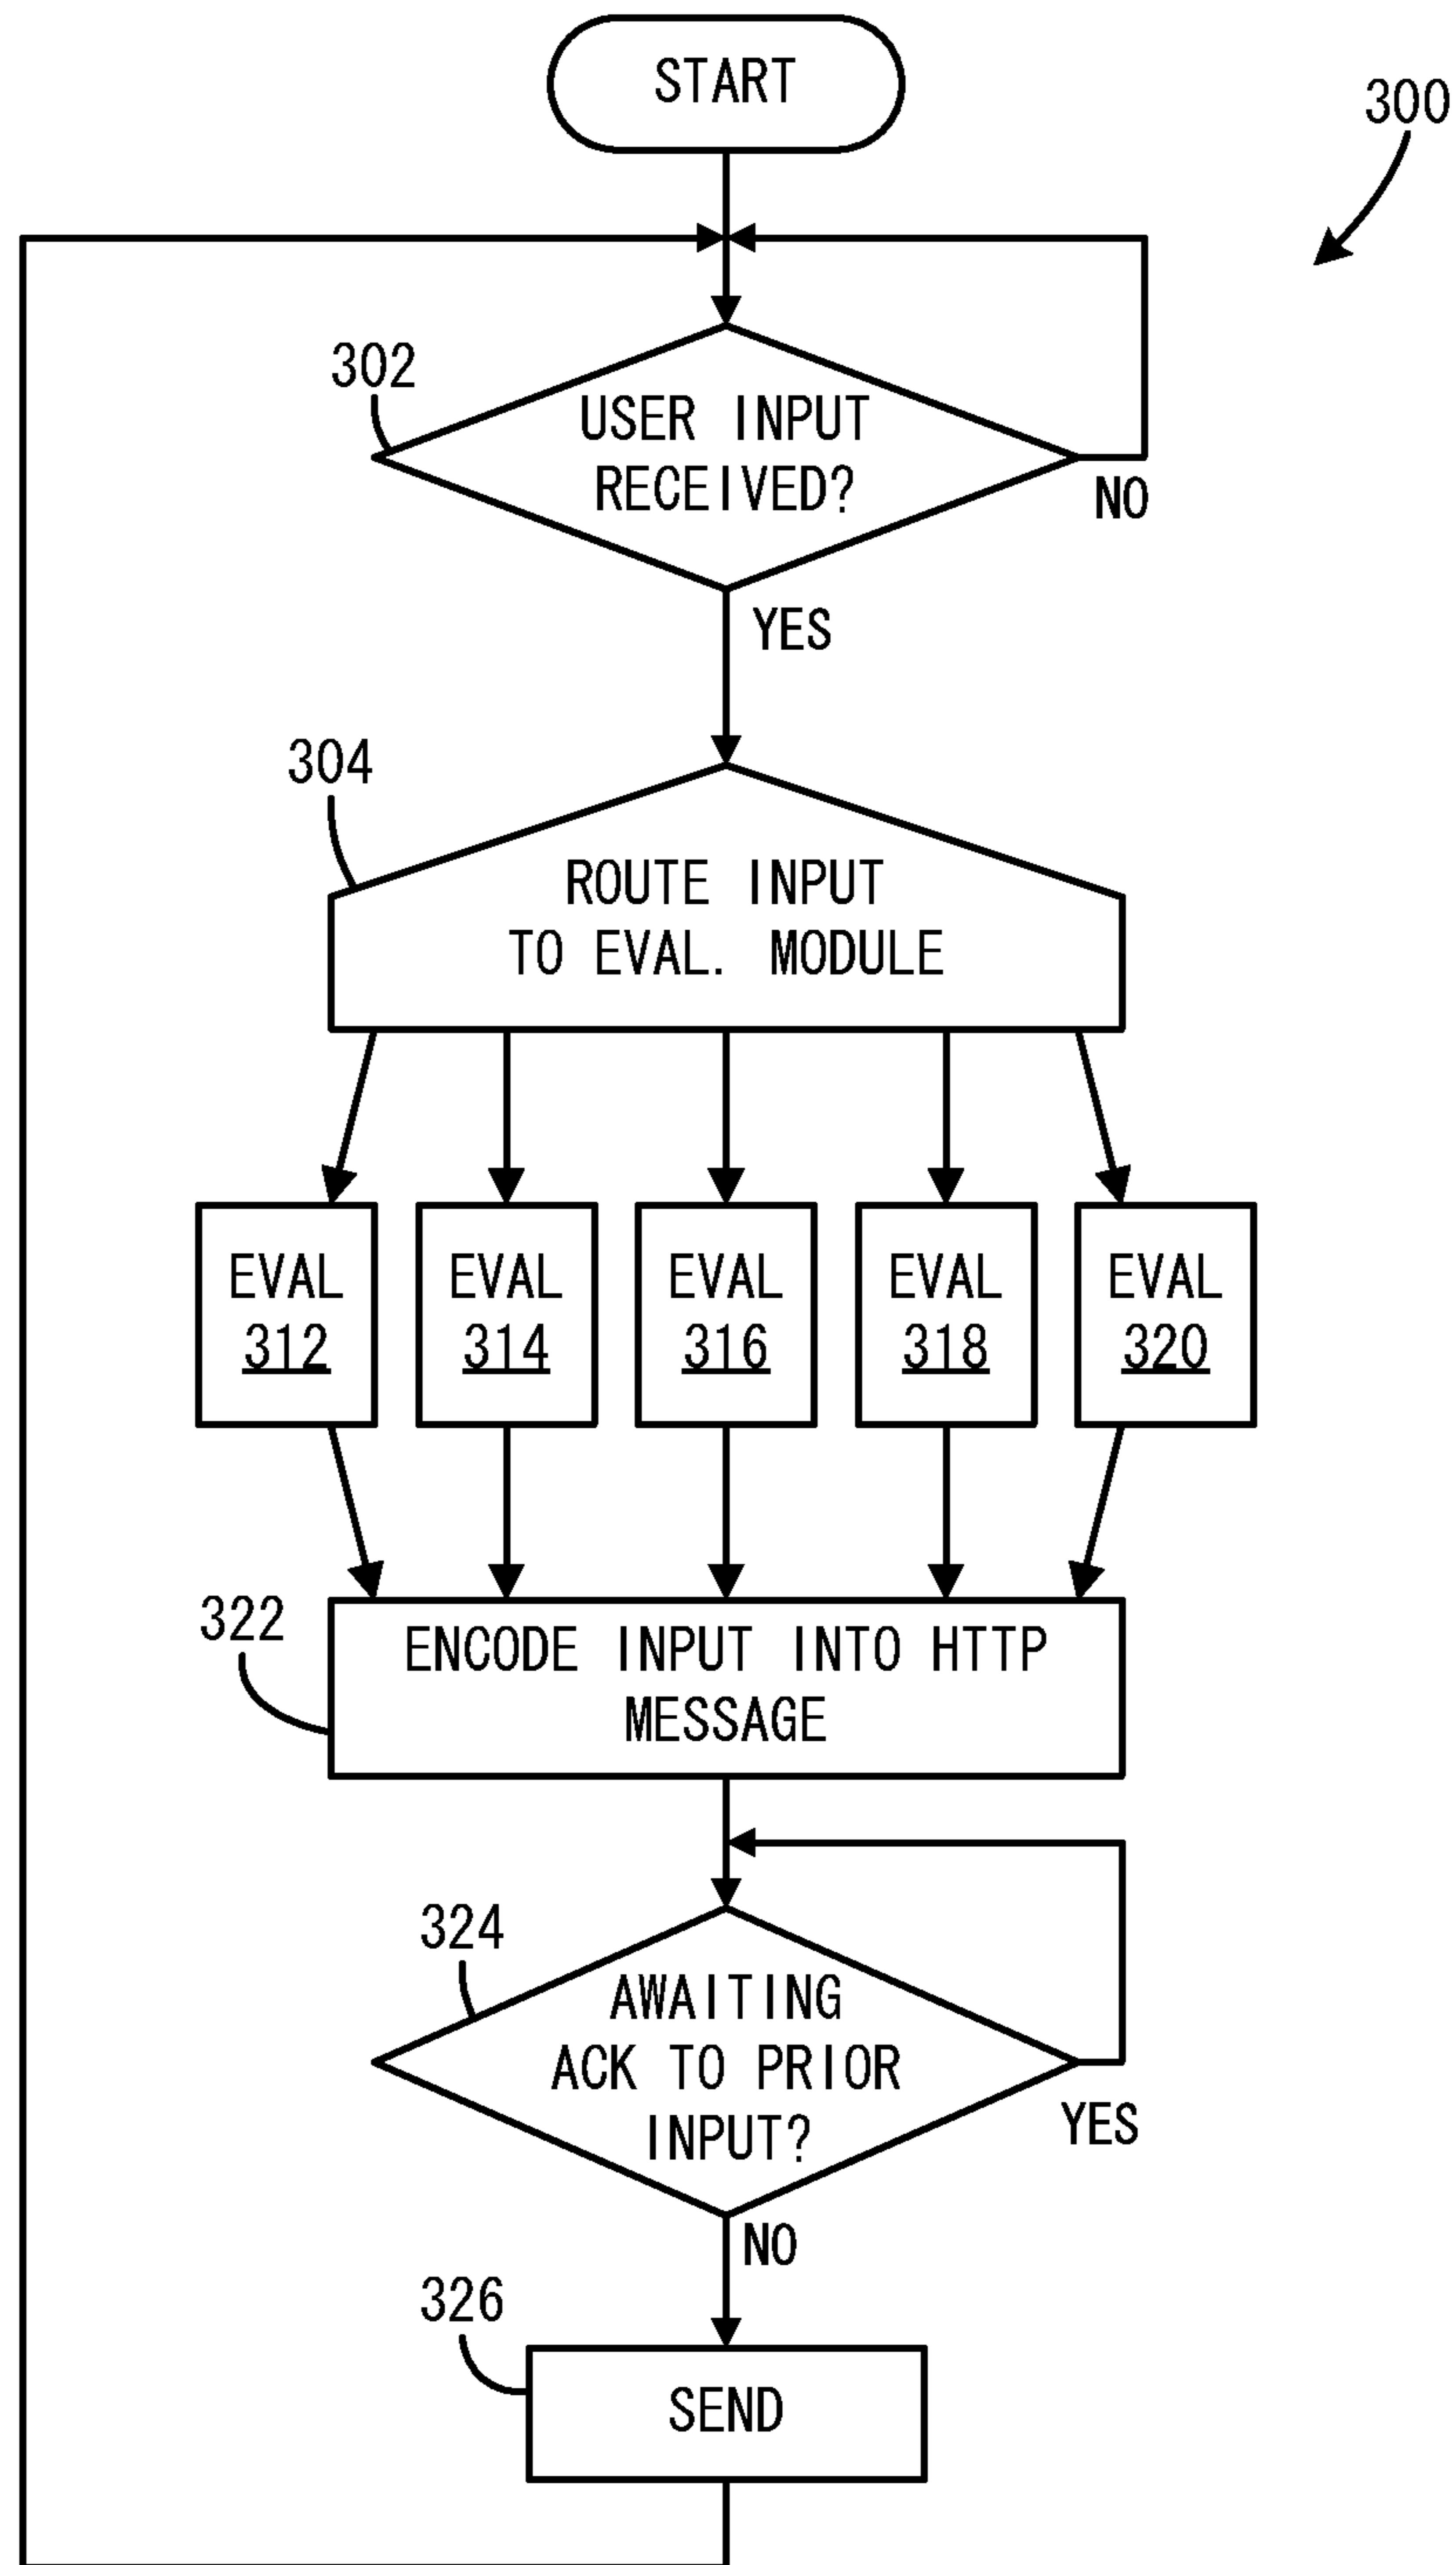 START
300
302
USER INPUT
RECEIVED?
NO
YES
304
ROUTE INPUT
TO EVAL. MODULE
EVAL
312
EVAL
314
EVAL
316
EVAL
318
EVAL
320
322
ENCODE INPUT INTO HTTP
MESSAGE
324
AWAITING
ACK TO PRIOR
INPUT?
YES
NO
326
SEND